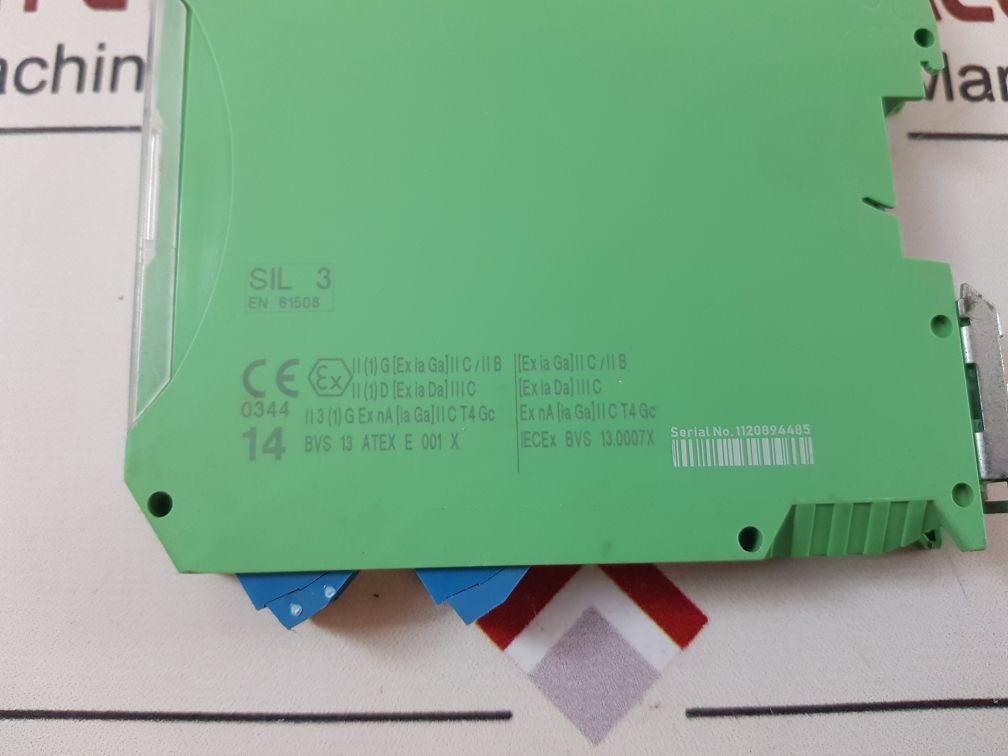 achin
Mar
SIL 3
EN 61508
CE Ex II (1) G [Ex ia Ga] II C / II B
II (1) D [Ex ia Da] III C
0344 II 3 (1) G Ex nA [ia Ga] II C T4 Gc
14 BVS 13 ATEX E 001 X
[Ex ia Ga] II C / II B
[Ex ia Da] III C
Ex nA [ia Ga] II C T4 Gc
IECEx BVS 13.0007X
Serial No. 1120894485